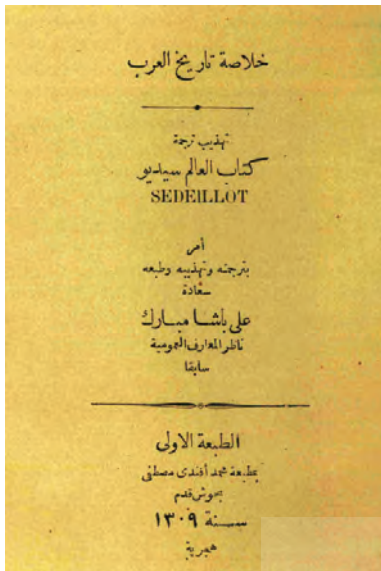 خلاصة تاريخ العرب
تهذيب ترجمة
كتاب العالم سيديو
SEDEILLOT
أمر
بترجمته وتهذيبه وطبعه
سعادة
على باشا مبارك
ناظر المعارف العمومية
سابقا
الطبعة الاولى
بمطبعة محمد أفندى مصطفى
بحوش قدم
سنة ١٣٠٩
هجرية